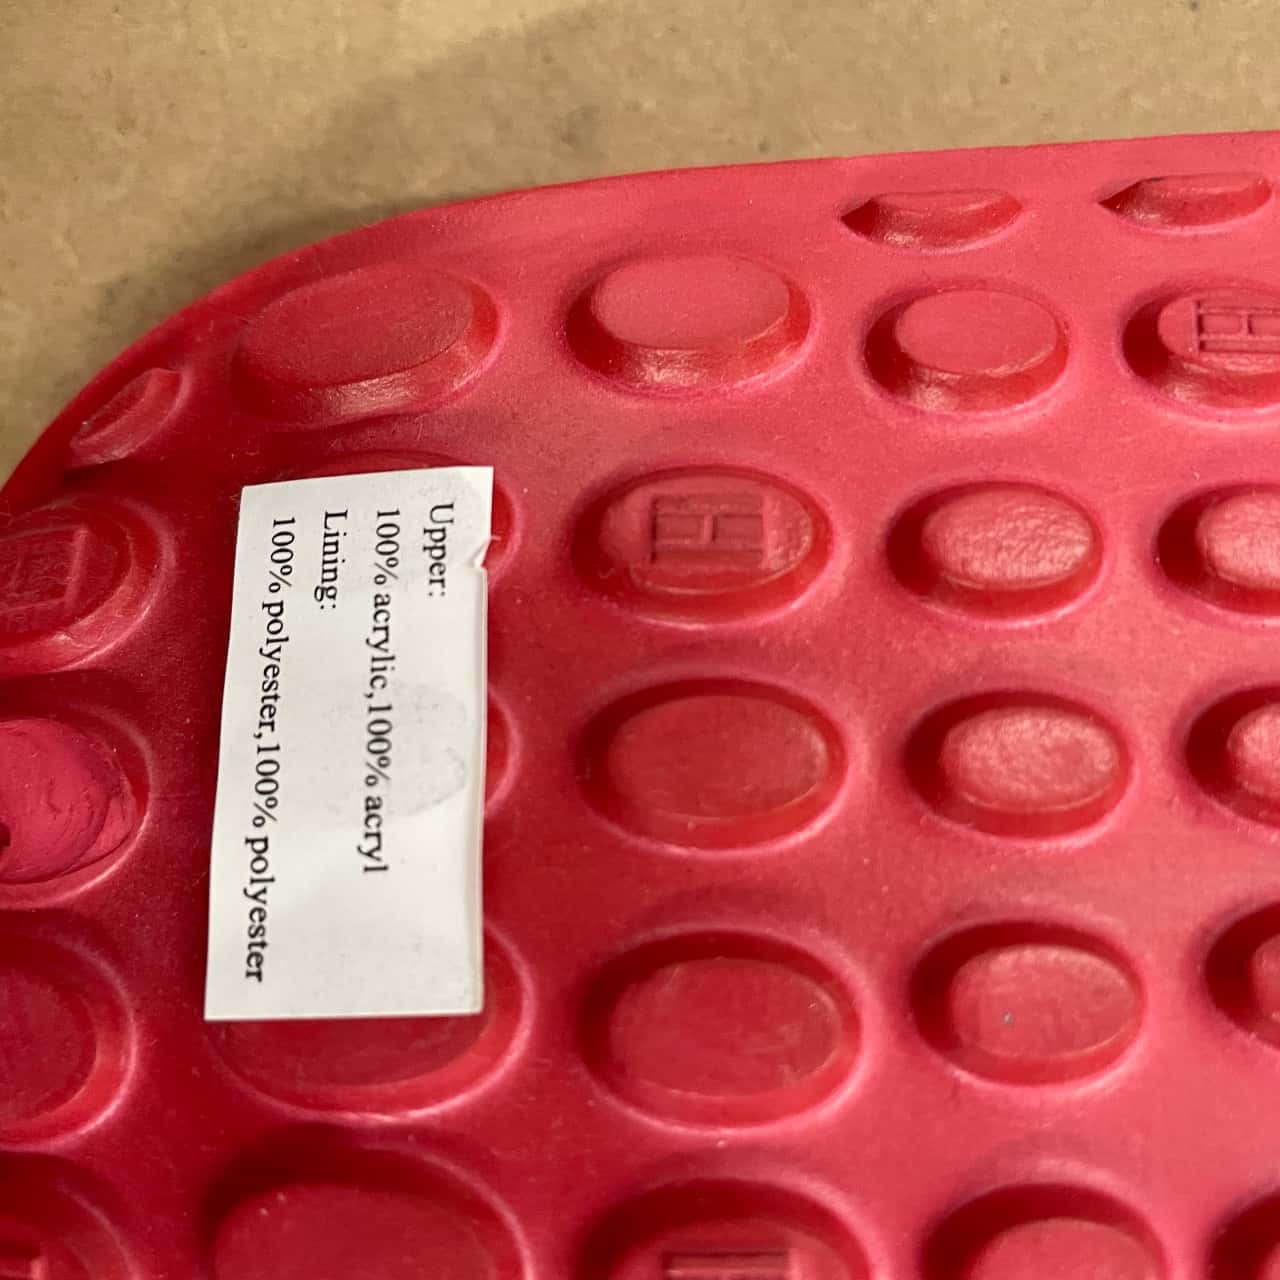 Upper:
100% acrylic,100% acryl
Lining:
100% polyester,100% polyester